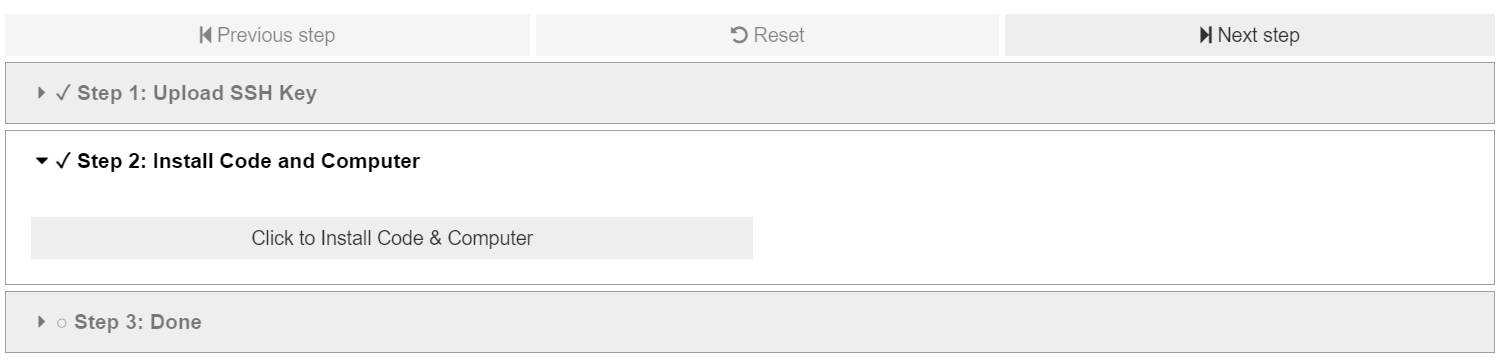 Previous step Reset Next step
✓ Step 1: Upload SSH Key
✓ Step 2: Install Code and Computer
Click to Install Code & Computer
○ Step 3: Done